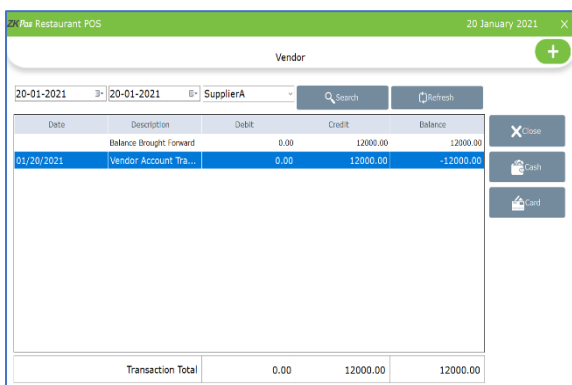 ZKPos Restaurant POS 20 January 2021 X
Vendor
+
20-01-2021 20-01-2021 SupplierA Search Refresh
Date Description Debit Credit Balance
Balance Brought Forward 0.00 12000.00 12000.00
01/20/2021 Vendor Account Tra... 0.00 12000.00 -12000.00
Close
Cash
Card
Transaction Total 0.00 12000.00 12000.00